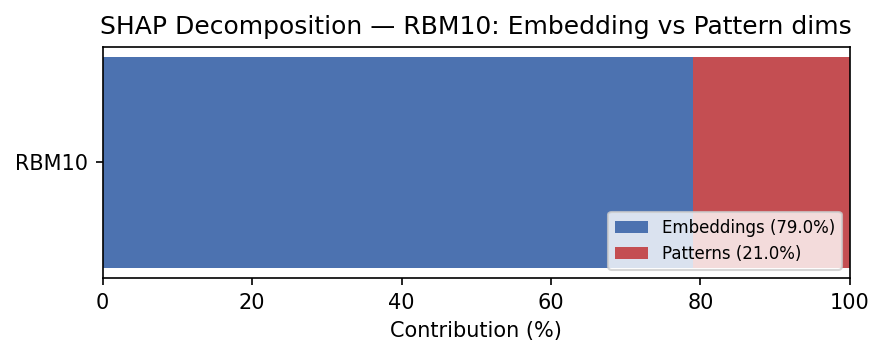 SHAP Decomposition — RBM10: Embedding vs Pattern dims
RBM10
Embeddings (79.0%)
Patterns (21.0%)
0 20 40 60 80 100
Contribution (%)